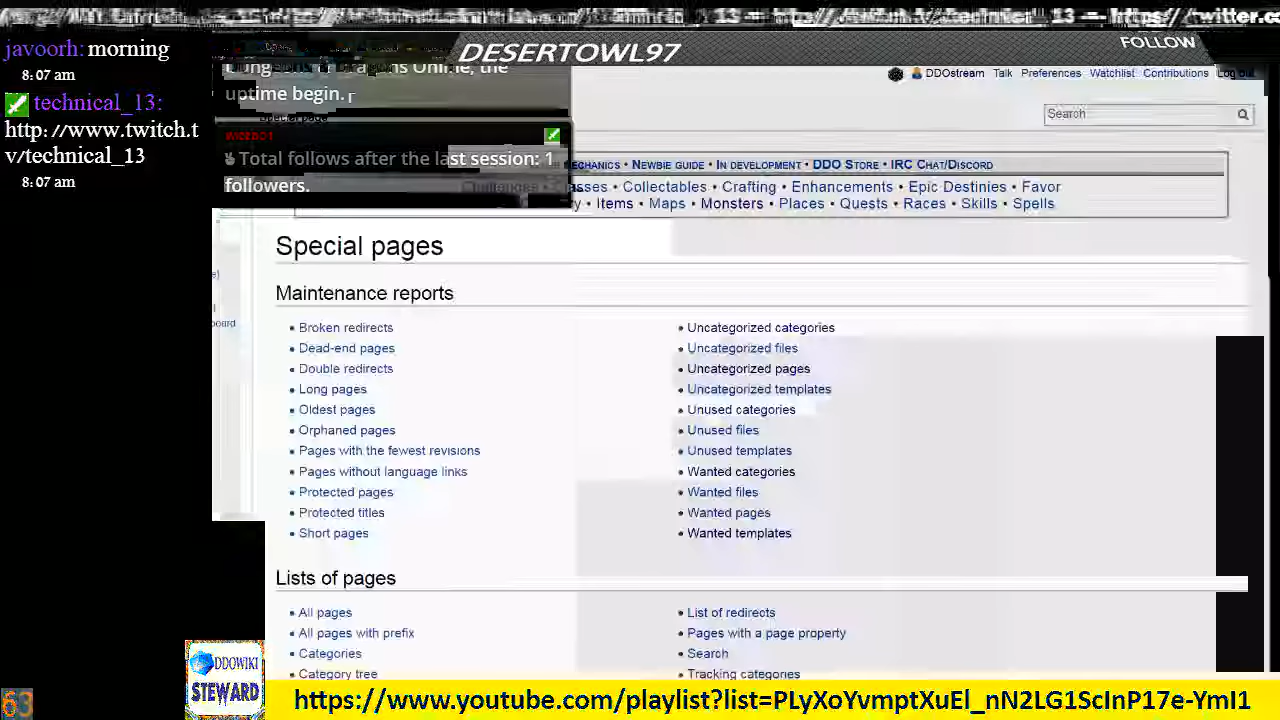 javoorh: morning
8:07 am
technical_13:
http://www.twitch.t
v/technical_13
8:07 am
DESERTOWL97
FOLLOW
uptime begin.
Total follows after the last session: 1
followers.
DDOstream Talk Preferences Watchlist Contributions Log out
Search
• Newbie guide • In development • DDO Store • IRC Chat/Discord
Challenges • Classes • Collectables • Crafting • Enhancements • Epic Destinies • Favor
• Items • Maps • Monsters • Places • Quests • Races • Skills • Spells
Special pages
Maintenance reports
• Broken redirects
• Dead-end pages
• Double redirects
• Long pages
• Oldest pages
• Orphaned pages
• Pages with the fewest revisions
• Pages without language links
• Protected pages
• Protected titles
• Short pages
• Uncategorized categories
• Uncategorized files
• Uncategorized pages
• Uncategorized templates
• Unused categories
• Unused files
• Unused templates
• Wanted categories
• Wanted files
• Wanted pages
• Wanted templates
Lists of pages
• All pages
• All pages with prefix
• Categories
• Category tree
• List of redirects
• Pages with a page property
• Search
• Tracking categories
DDOWIKI
STEWARD
https://www.youtube.com/playlist?list=PLyXoYvmptXuEl_nN2LG1ScInP17e-YmI1
63